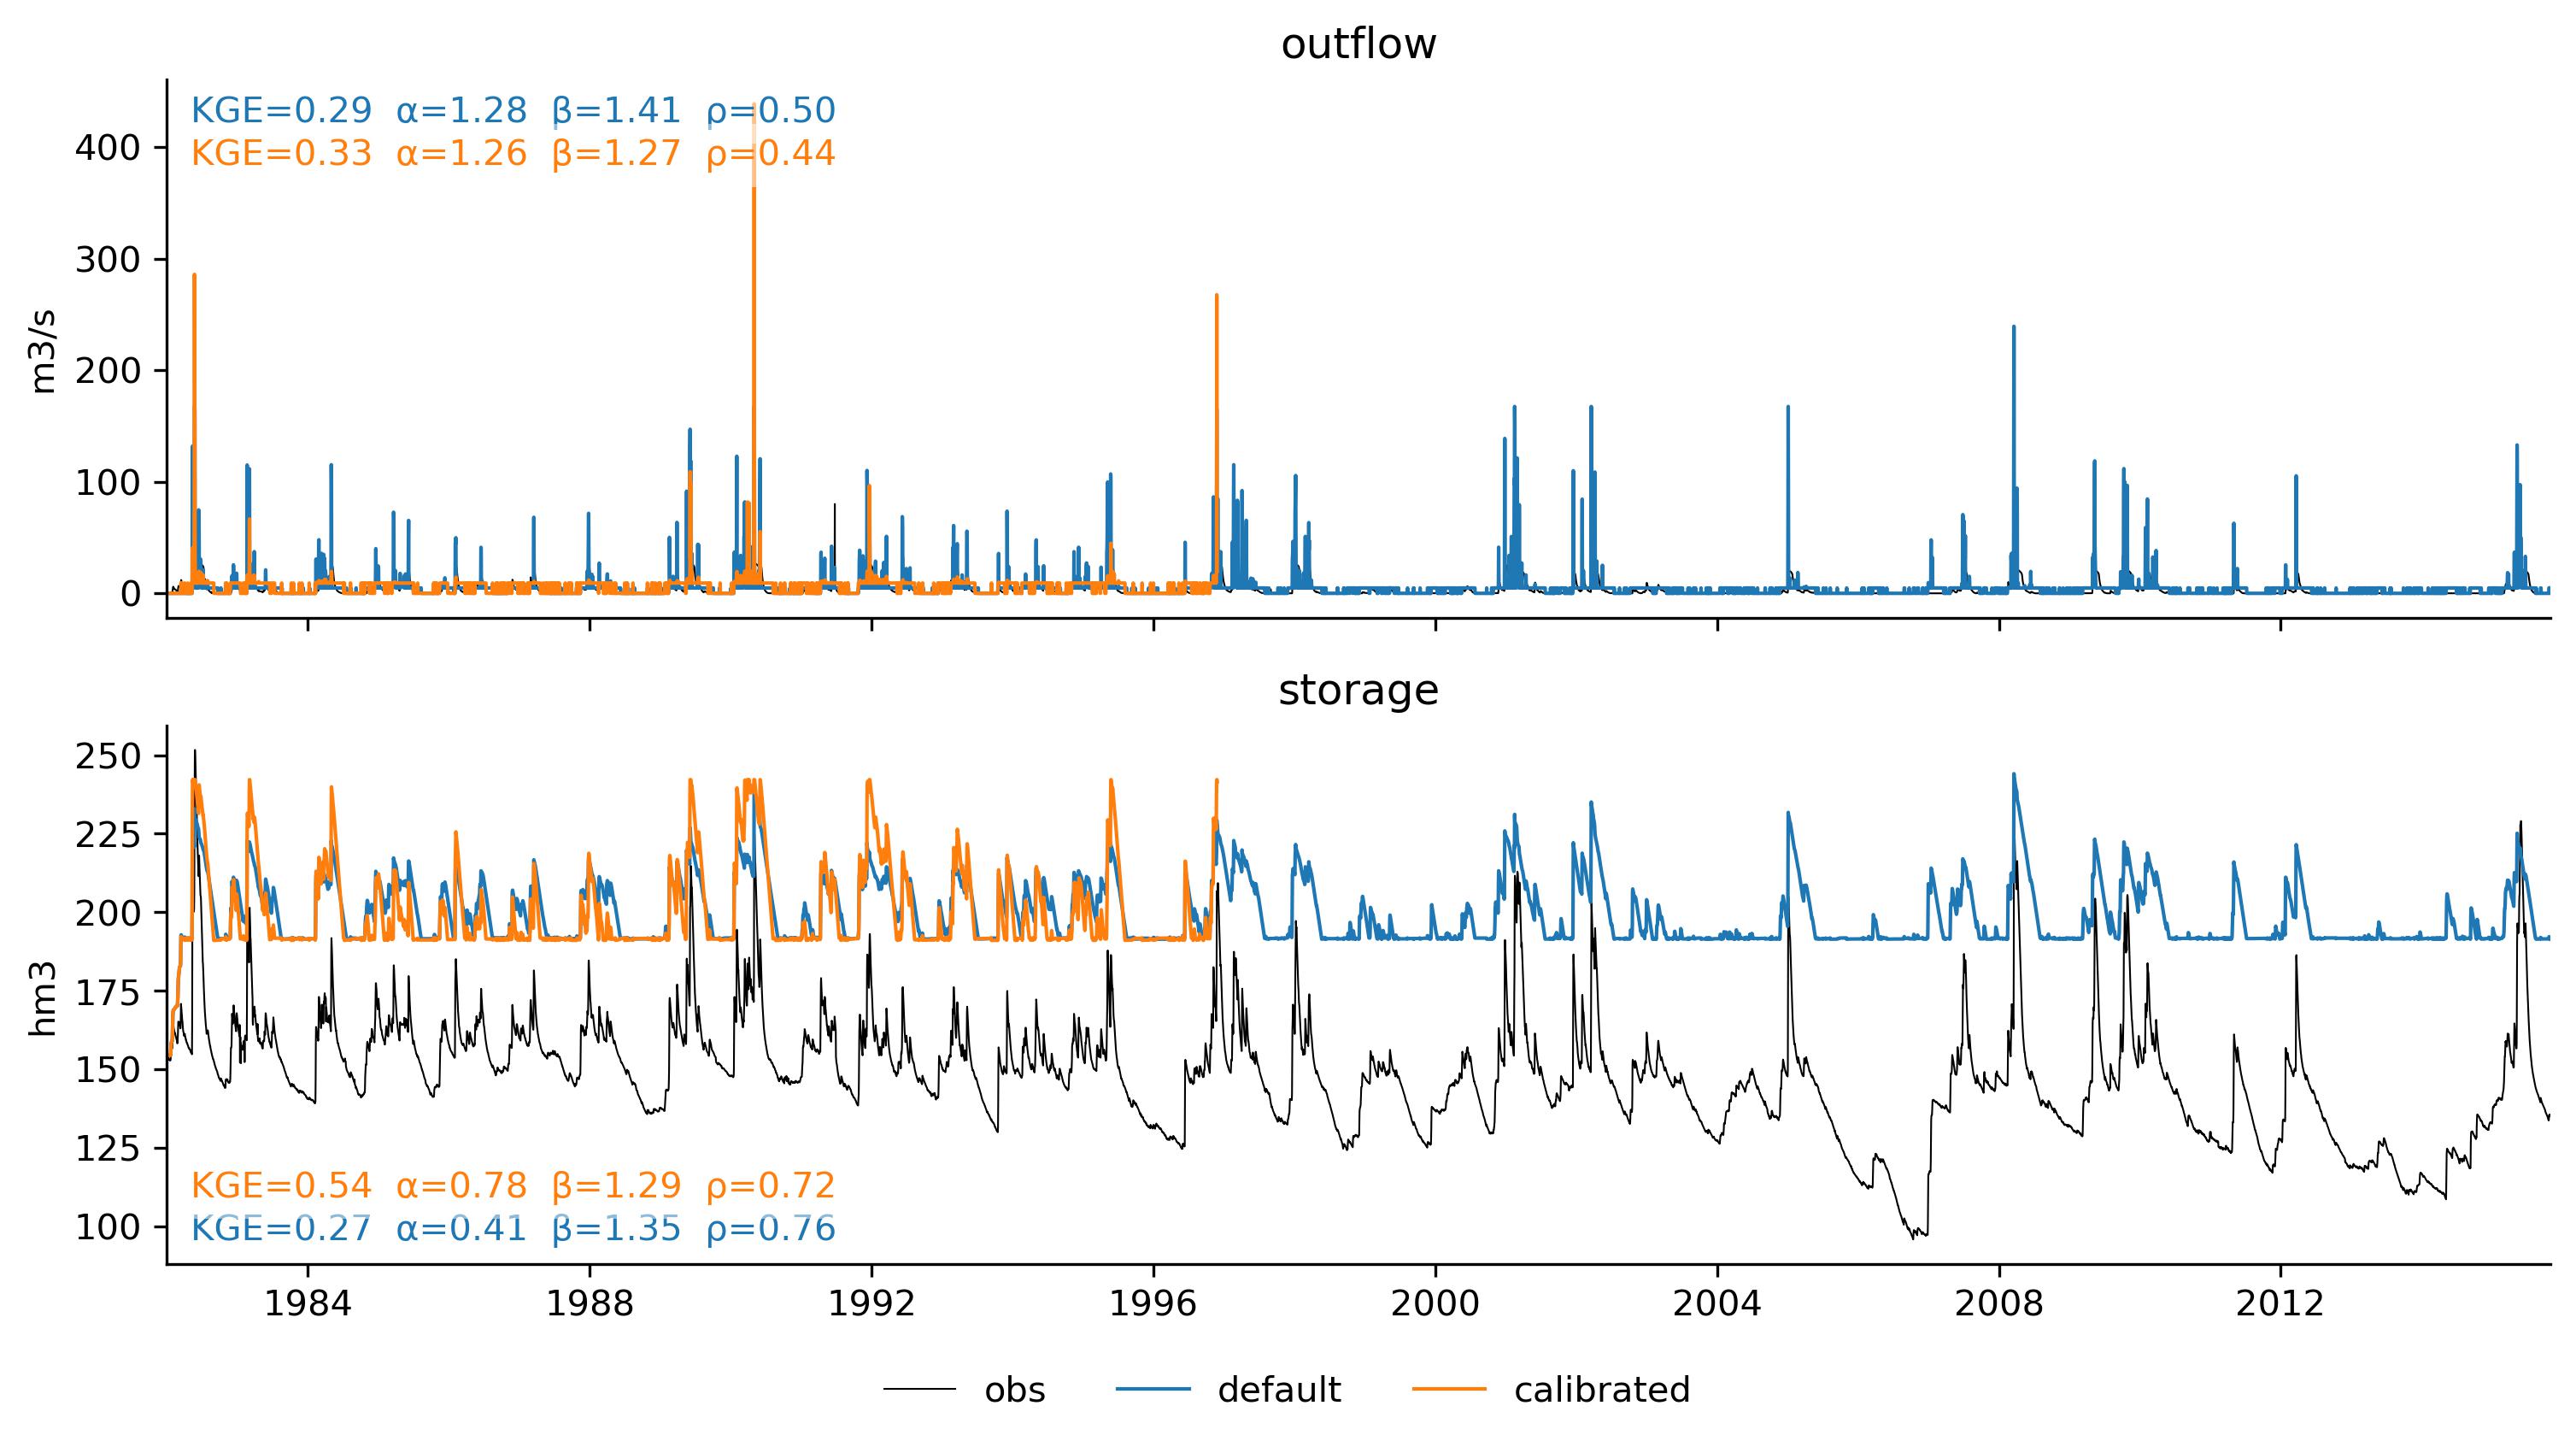 outflow
KGE=0.29 α=1.28 β=1.41 ρ=0.50
KGE=0.33 α=1.26 β=1.27 ρ=0.44
400
300
200
100
0
m3/s
storage
250
225
200
175
150
125
100
hm3
KGE=0.54 α=0.78 β=1.29 ρ=0.72
KGE=0.27 α=0.41 β=1.35 ρ=0.76
1984 1988 1992 1996 2000 2004 2008 2012
obs default calibrated